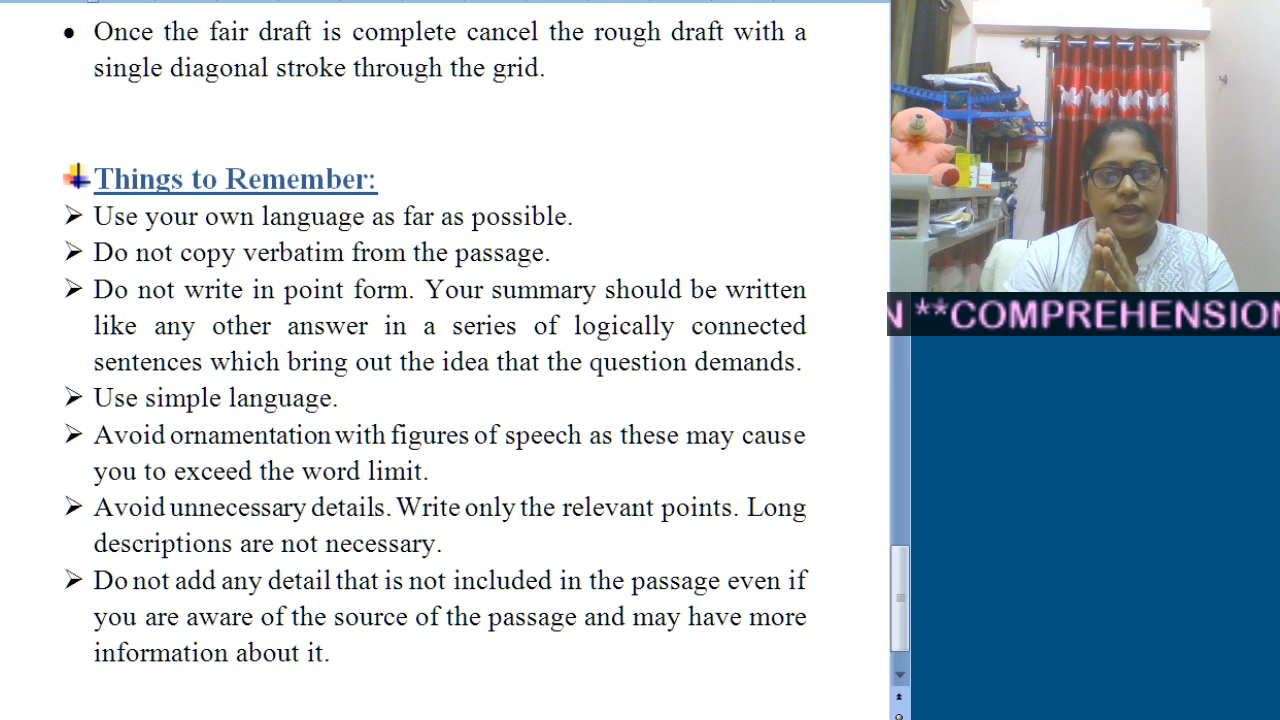 Once the fair draft is complete cancel the rough draft with a
single diagonal stroke through the grid.
Things to Remember:
Use your own language as far as possible.
Do not copy verbatim from the passage.
Do not write in point form. Your summary should be written
like any other answer in a series of logically connected
sentences which bring out the idea that the question demands.
Use simple language.
Avoid ornamentation with figures of speech as these may cause
you to exceed the word limit.
Avoid unnecessary details. Write only the relevant points. Long
descriptions are not necessary.
Do not add any detail that is not included in the passage even if
you are aware of the source of the passage and may have more
information about it.
N **COMPREHENSION